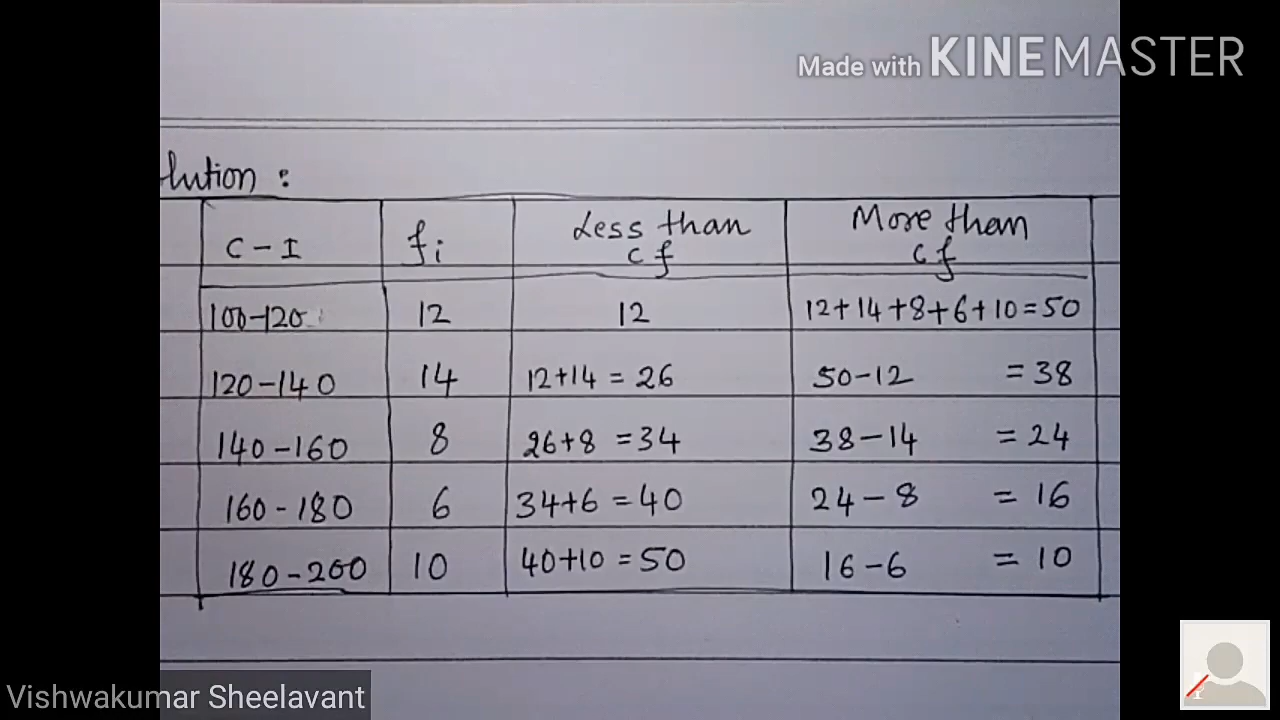 Made with KINEMASTER
lution :
C-I fi Less than cf More than cf
100-120 12 12 12+14+8+6+10=50
120-140 14 12+14=26 50-12 =38
140-160 8 26+8=34 38-14 =24
160-180 6 34+6=40 24-8 =16
180-200 10 40+10=50 16-6 =10
Vishwakumar Sheelavant